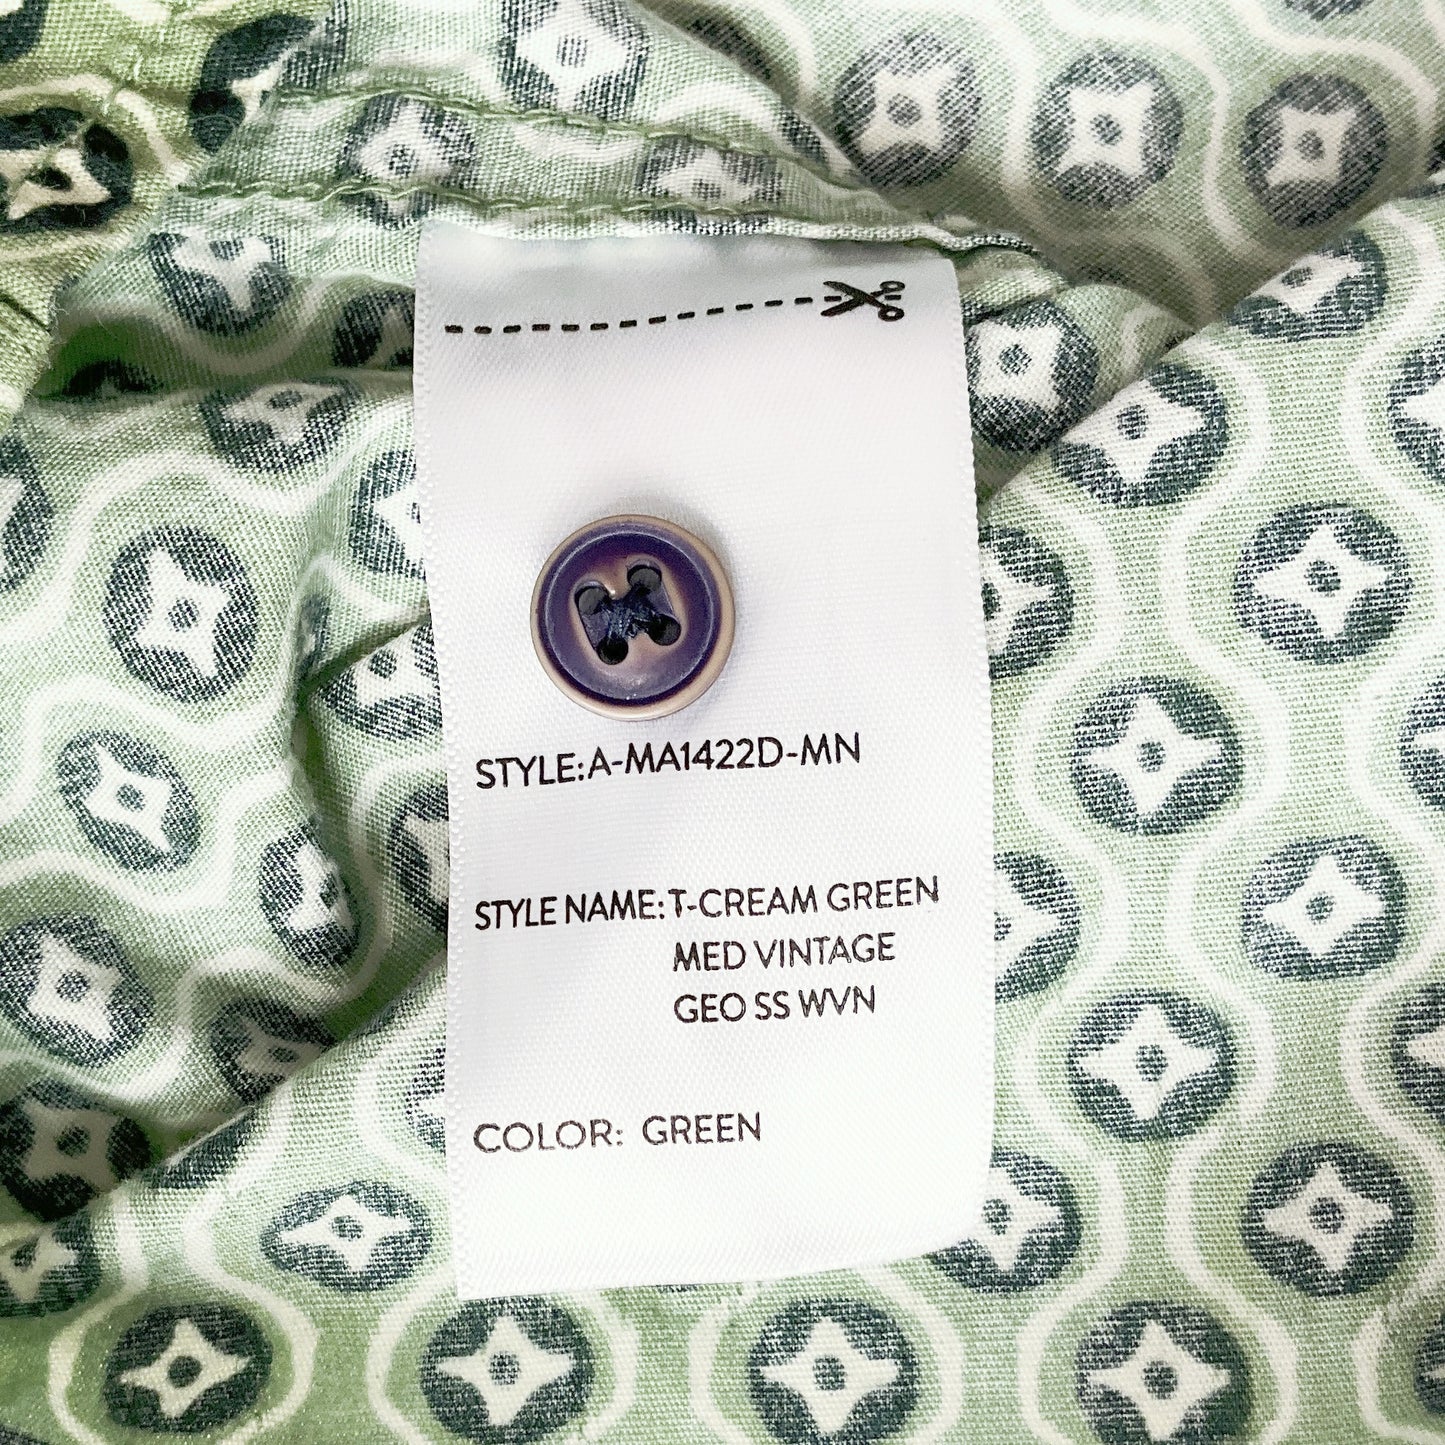 STYLE: A-MA1422D-MN
STYLE NAME: T-CREAM GREEN
MED VINTAGE
GEO SS WVN
COLOR: GREEN